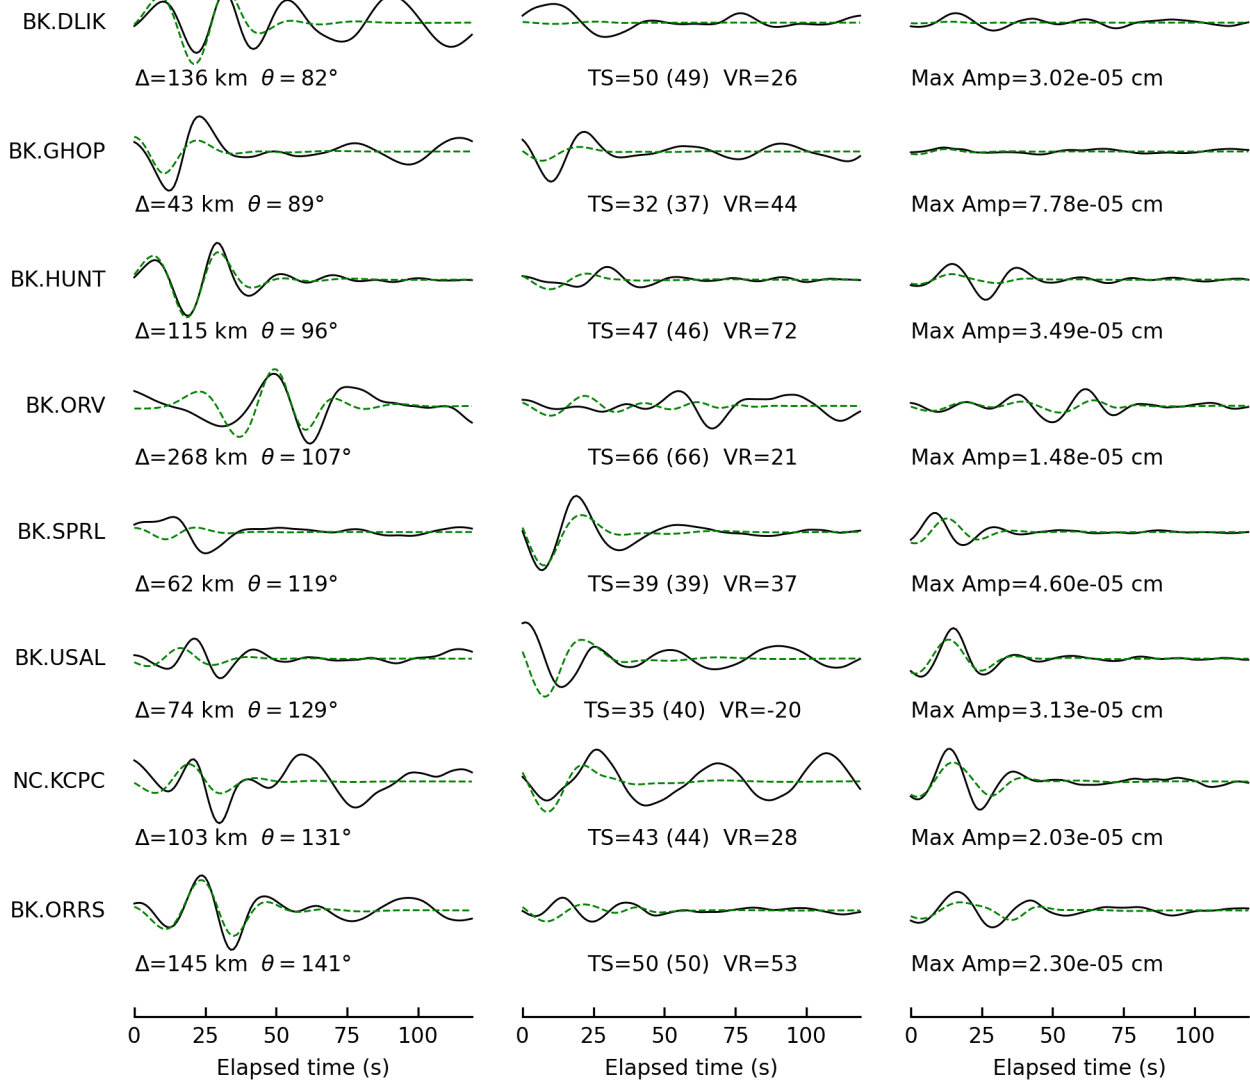 BK.DLIK
Δ=136 km θ = 82° TS=50 (49) VR=26 Max Amp=3.02e-05 cm
BK.GHOP
Δ=43 km θ = 89° TS=32 (37) VR=44 Max Amp=7.78e-05 cm
BK.HUNT
Δ=115 km θ = 96° TS=47 (46) VR=72 Max Amp=3.49e-05 cm
BK.ORV
Δ=268 km θ = 107° TS=66 (66) VR=21 Max Amp=1.48e-05 cm
BK.SPRL
Δ=62 km θ = 119° TS=39 (39) VR=37 Max Amp=4.60e-05 cm
BK.USAL
Δ=74 km θ = 129° TS=35 (40) VR=-20 Max Amp=3.13e-05 cm
NC.KCPC
Δ=103 km θ = 131° TS=43 (44) VR=28 Max Amp=2.03e-05 cm
BK.ORRS
Δ=145 km θ = 141° TS=50 (50) VR=53 Max Amp=2.30e-05 cm
0 25 50 75 100 0 25 50 75 100 0 25 50 75 100
Elapsed time (s) Elapsed time (s) Elapsed time (s)